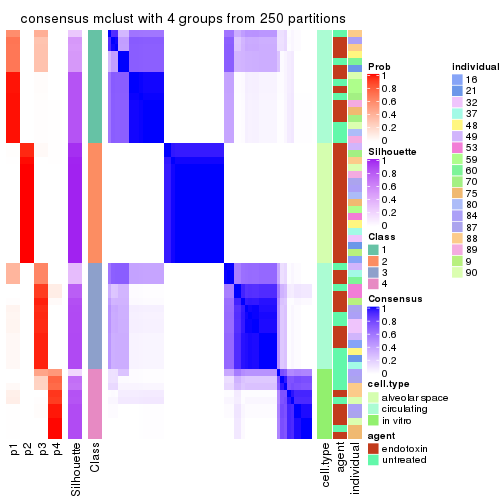 consensus mclust with 4 groups from 250 partitions
Prob
1
0.8
0.6
0.4
0.2
0
Silhouette
1
0.8
0.6
0.4
0.2
0
Class
1
2
3
4
Consensus
1
0.8
0.6
0.4
0.2
0
cell.type
alveolar space
circulating
in vitro
agent
endotoxin
untreated
individual
16
21
32
37
48
49
53
59
60
70
75
80
84
87
88
89
9
90
p1
p2
p3
p4
Silhouette
Class
cell.type
agent
individual